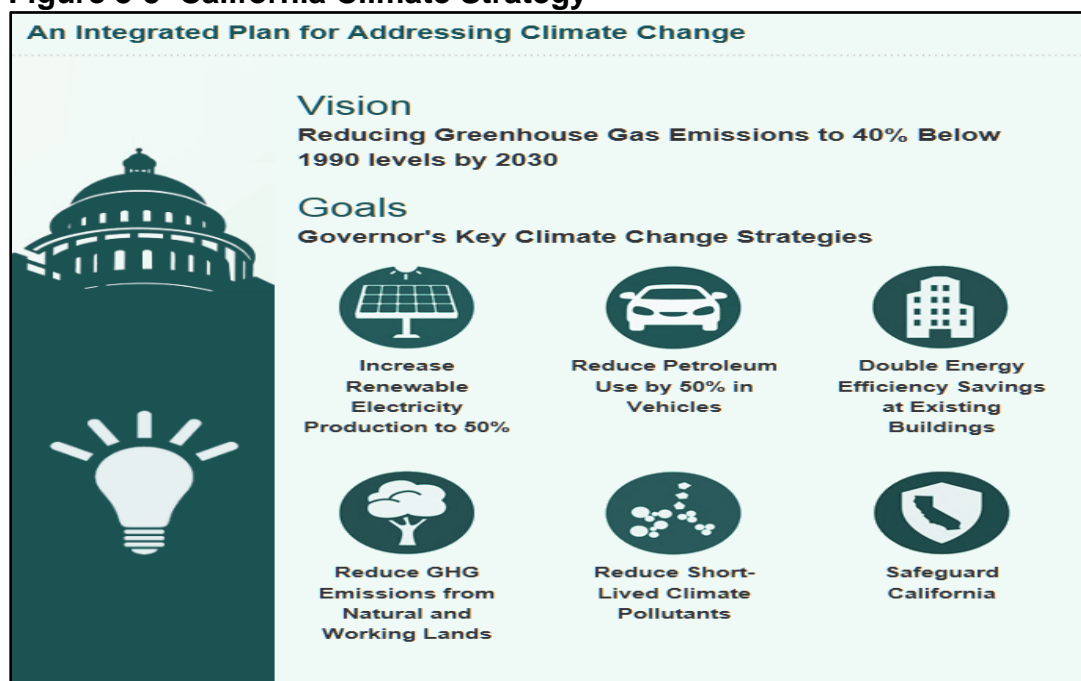 Figure 3-3 California Climate Strategy
An Integrated Plan for Addressing Climate Change
Vision
Reducing Greenhouse Gas Emissions to 40% Below
1990 levels by 2030
Goals
Governor's Key Climate Change Strategies
Increase
Renewable
Electricity
Production to 50%
Reduce Petroleum
Use by 50% in
Vehicles
Double Energy
Efficiency Savings
at Existing
Buildings
Reduce GHG
Emissions from
Natural and
Working Lands
Reduce Short-
Lived Climate
Pollutants
Safeguard
California